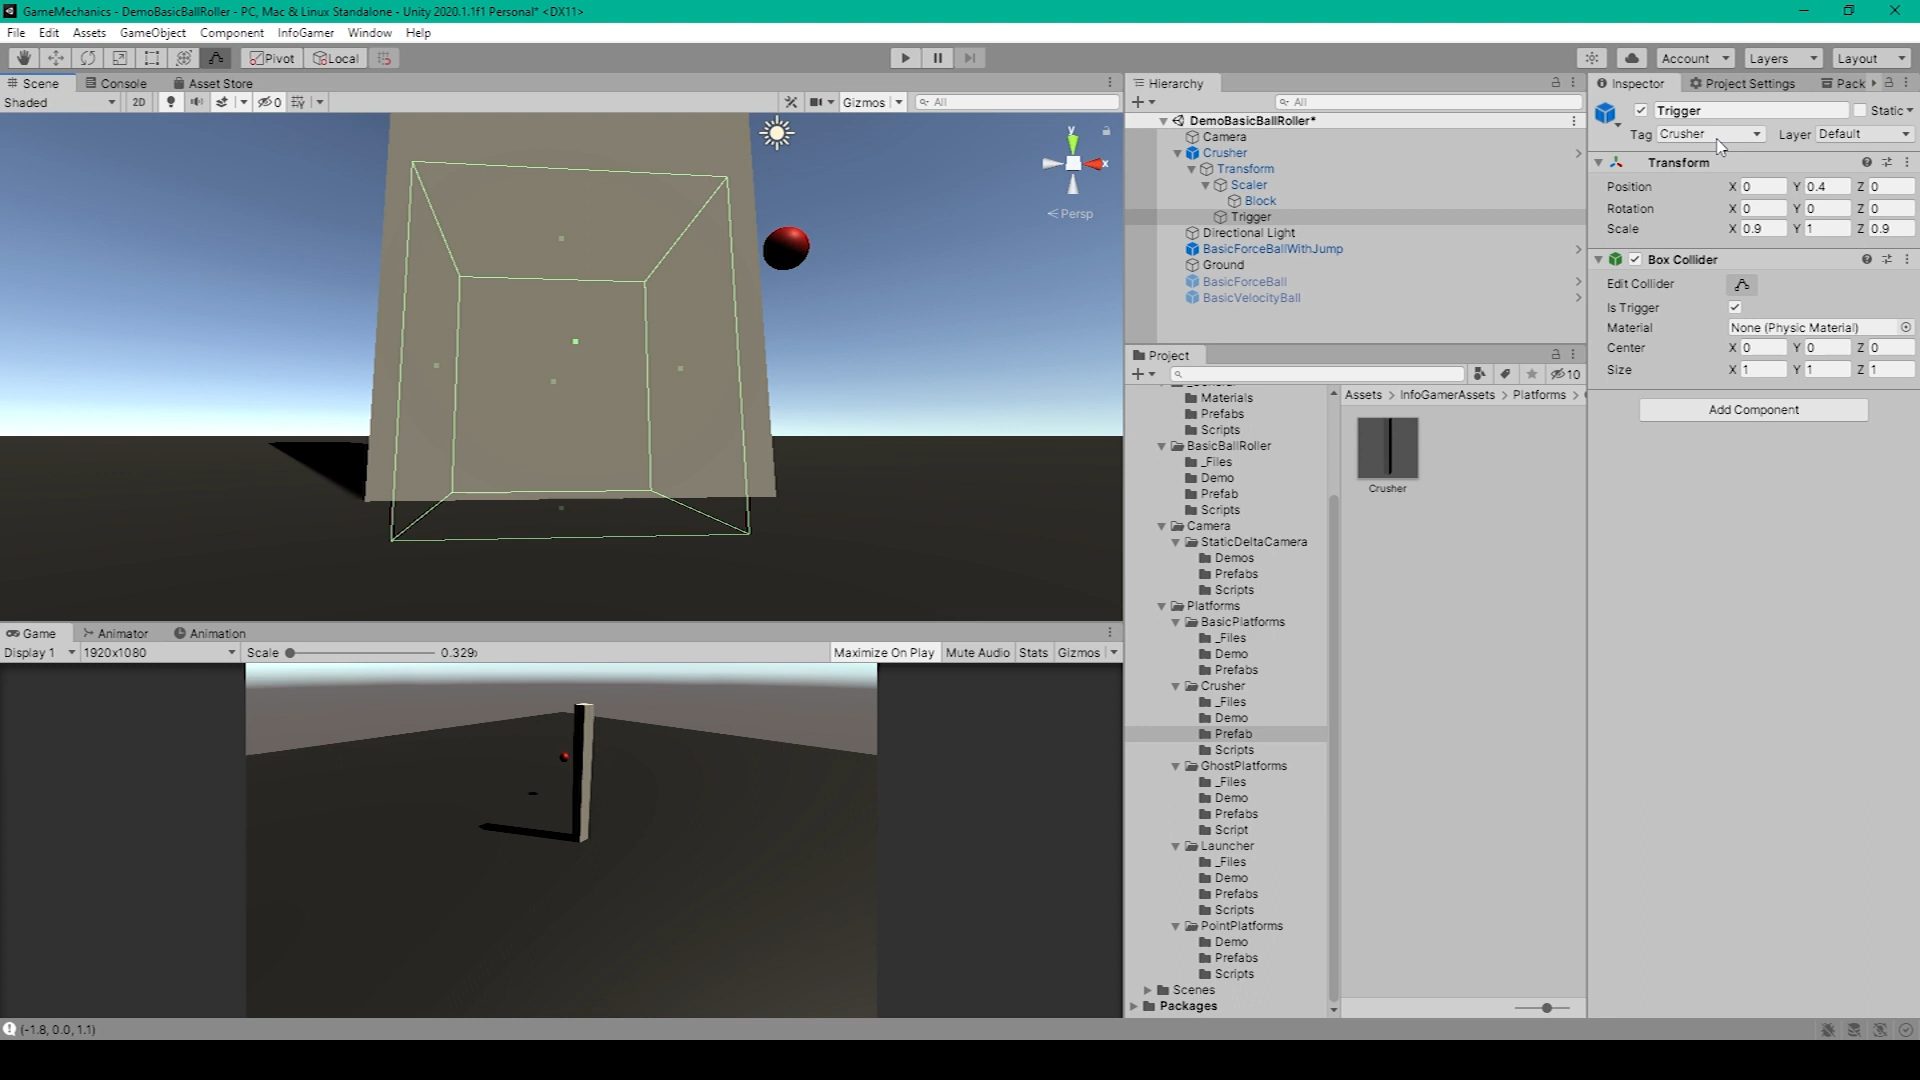 GameMechanics - DemoBasicBallRoller - PC, Mac & Linux Standalone - Unity 2020.1.1f1 Personal* <DX11>
File Edit Assets GameObject Component InfoGamer Window Help
Pivot Local Account Layers Layout
Scene Console Asset Store
Shaded 2D 0 Gizmos All
y
x
Persp
Game Animator Animation
Display 1 1920x1080 Scale 0.329x Maximize On Play Mute Audio Stats Gizmos
Hierarchy
All
DemoBasicBallRoller*
Camera
Crusher
Transform
Scaler
Block
Trigger
Directional Light
BasicForceBallWithJump
Ground
BasicForceBall
BasicVelocityBall
Project
10
Materials
Prefabs
Scripts
BasicBallRoller
_Files
Demo
Prefab
Scripts
Camera
StaticDeltaCamera
Demos
Prefabs
Scripts
Platforms
BasicPlatforms
_Files
Demo
Prefabs
Crusher
_Files
Demo
Prefab
Scripts
GhostPlatforms
_Files
Demo
Prefabs
Script
Launcher
_Files
Demo
Prefabs
Scripts
PointPlatforms
Demo
Prefabs
Scripts
Scenes
Packages
Assets > InfoGamerAssets > Platforms >
Crusher
Inspector Project Settings Pack
Trigger Static
Tag Crusher Layer Default
Transform
Position X 0 Y 0.4 Z 0
Rotation X 0 Y 0 Z 0
Scale X 0.9 Y 1 Z 0.9
Box Collider
Edit Collider
Is Trigger
Material None (Physic Material)
Center X 0 Y 0 Z 0
Size X 1 Y 1 Z 1
Add Component
(-1.8, 0.0, 1.1)